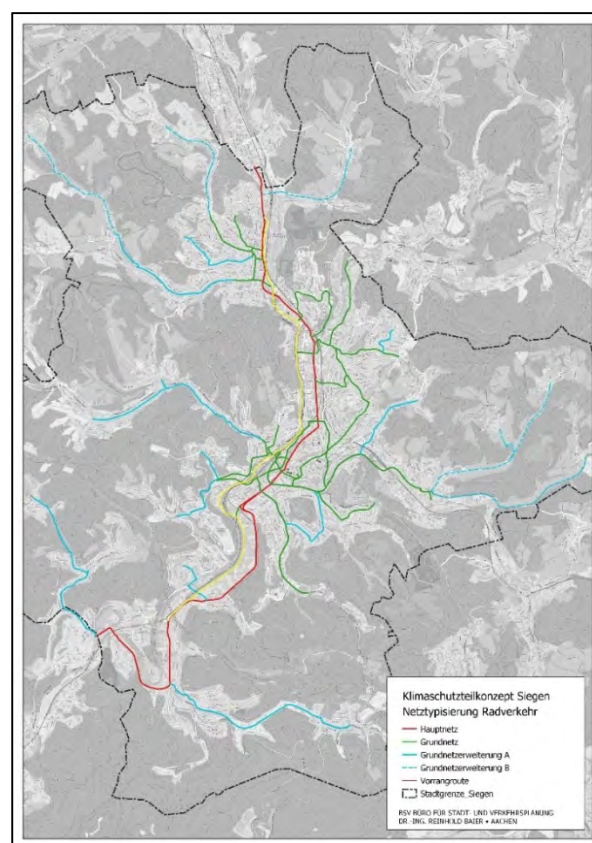 Klimaschutzteilkonzept Siegen
Netztypisierung Radverkehr
Hauptnetz
Grundnetz
Grundnetzerweiterung A
Grundnetzerweiterung B
Vorrangroute
Stadtgrenze_Siegen
BSV BÜRO FÜR STADT- UND VERKEHRSPLANUNG
DR.-ING. REINHOLD BAIER • AACHEN